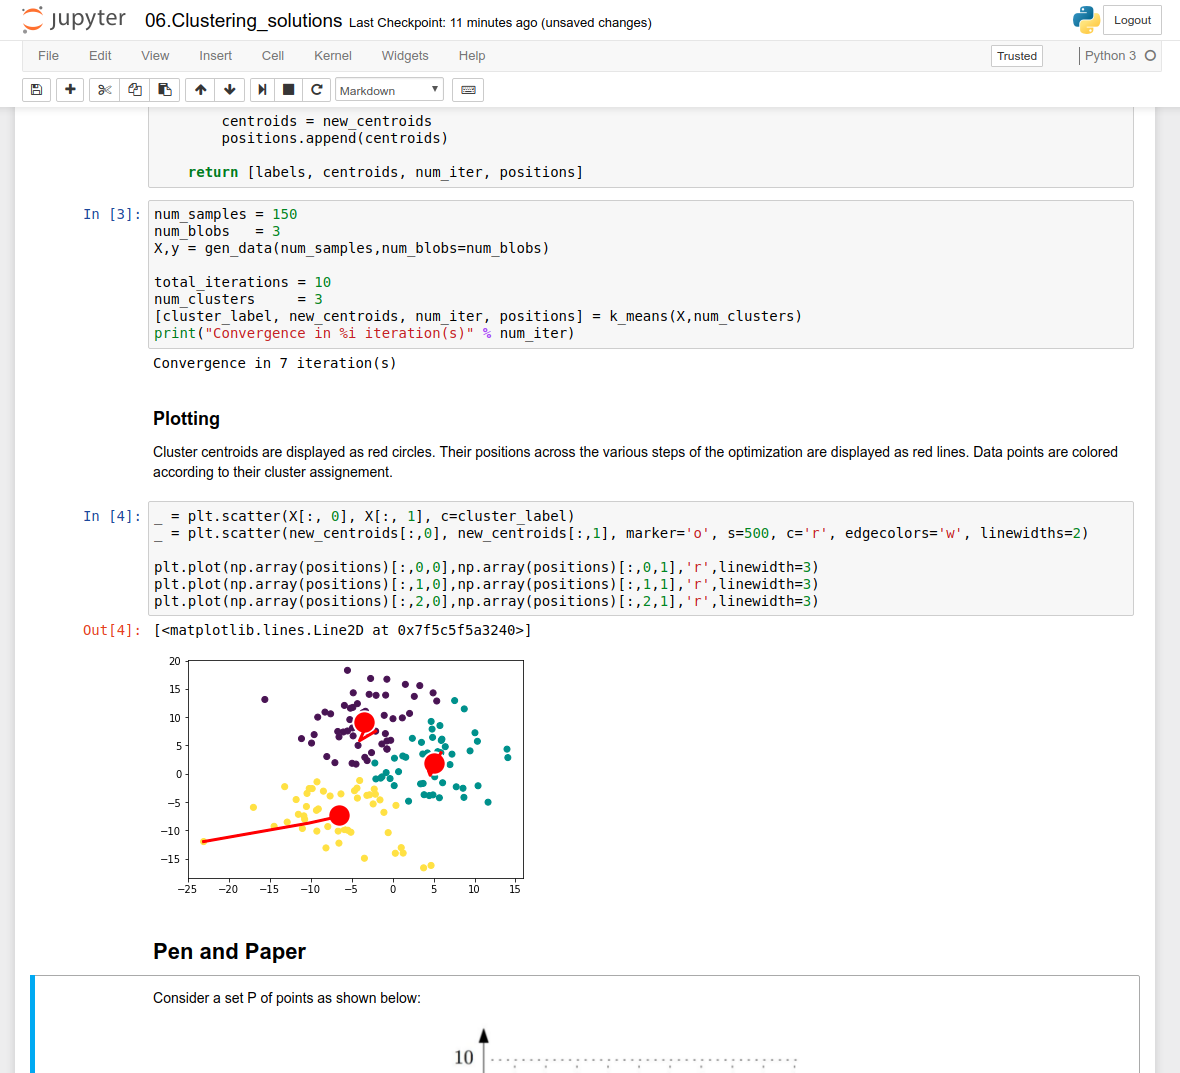 jupyter 06.Clustering_solutions Last Checkpoint: 11 minutes ago (unsaved changes) Logout
File Edit View Insert Cell Kernel Widgets Help Trusted Python 3
Markdown
centroids = new_centroids
positions.append(centroids)
return [labels, centroids, num_iter, positions]
In [3]: num_samples = 150
num_blobs   = 3
X,y = gen_data(num_samples,num_blobs=num_blobs)
total_iterations = 10
num_clusters     = 3
[cluster_label, new_centroids, num_iter, positions] = k_means(X,num_clusters)
print("Convergence in %i iteration(s)" % num_iter)
Convergence in 7 iteration(s)
Plotting
Cluster centroids are displayed as red circles. Their positions across the various steps of the optimization are displayed as red lines. Data points are colored
according to their cluster assignement.
In [4]: _ = plt.scatter(X[:, 0], X[:, 1], c=cluster_label)
_ = plt.scatter(new_centroids[:,0], new_centroids[:,1], marker='o', s=500, c='r', edgecolors='w', linewidths=2)
plt.plot(np.array(positions)[:,0,0],np.array(positions)[:,0,1],'r',linewidth=3)
plt.plot(np.array(positions)[:,1,0],np.array(positions)[:,1,1],'r',linewidth=3)
plt.plot(np.array(positions)[:,2,0],np.array(positions)[:,2,1],'r',linewidth=3)
Out[4]: [<matplotlib.lines.Line2D at 0x7f5c5f5a3240>]
20
15
10
5
0
−5
−10
−15
−25 −20 −15 −10 −5 0 5 10 15
Pen and Paper
Consider a set P of points as shown below:
10